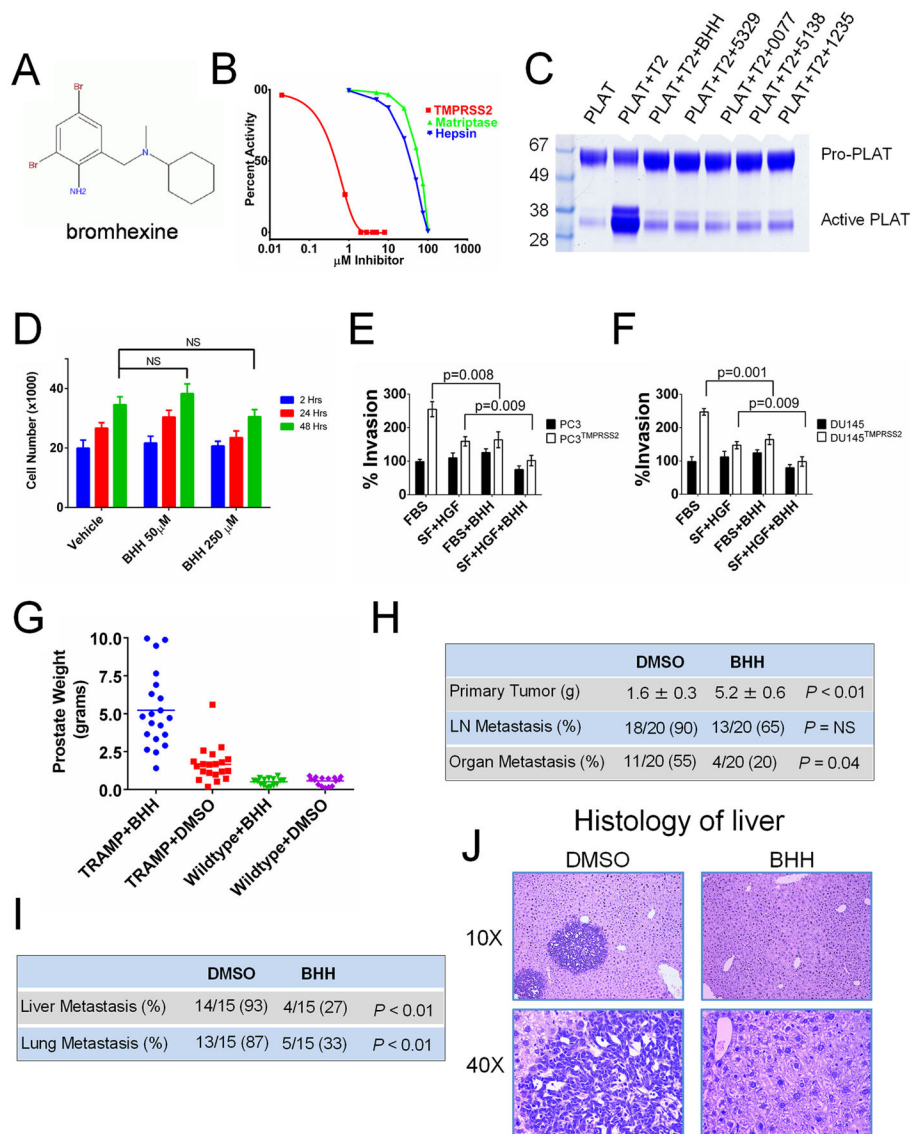 A
Br
Br
N
NH2
bromhexine
B
Percent Activity
00
50
0
0.01 0.1 1 10 100 1000
μM Inhibitor
TMPRSS2
Matriptase
Hepsin
C
PLAT
PLAT+T2
PLAT+T2+BHH
PLAT+T2+5329
PLAT+T2+0077
PLAT+T2+5138
PLAT+T2+1235
67
49
38
28
Pro-PLAT
Active PLAT
D
Cell Number (x1000)
40
20
0
NS
NS
2 Hrs
24 Hrs
48 Hrs
Vehicle
BHH 50μM
BHH 250 μM
E
% Invasion
300
200
100
0
p=0.008
p=0.009
PC3
PC3TMPRSS2
FBS
SF+HGF
FBS+BHH
SF+HGF+BHH
F
%Invasion
300
200
100
0
p=0.001
p=0.009
DU145
DU145TMPRSS2
FBS
SF+HGF
FBS+BHH
SF+HGF+BHH
G
Prostate Weight
(grams)
10.0
7.5
5.0
2.5
0.0
TRAMP+BHH
TRAMP+DMSO
Wildtype+BHH
Wildtype+DMSO
H
DMSO BHH
Primary Tumor (g) 1.6 ± 0.3 5.2 ± 0.6 P < 0.01
LN Metastasis (%) 18/20 (90) 13/20 (65) P = NS
Organ Metastasis (%) 11/20 (55) 4/20 (20) P = 0.04
I
DMSO BHH
Liver Metastasis (%) 14/15 (93) 4/15 (27) P < 0.01
Lung Metastasis (%) 13/15 (87) 5/15 (33) P < 0.01
J
Histology of liver
DMSO BHH
10X
40X